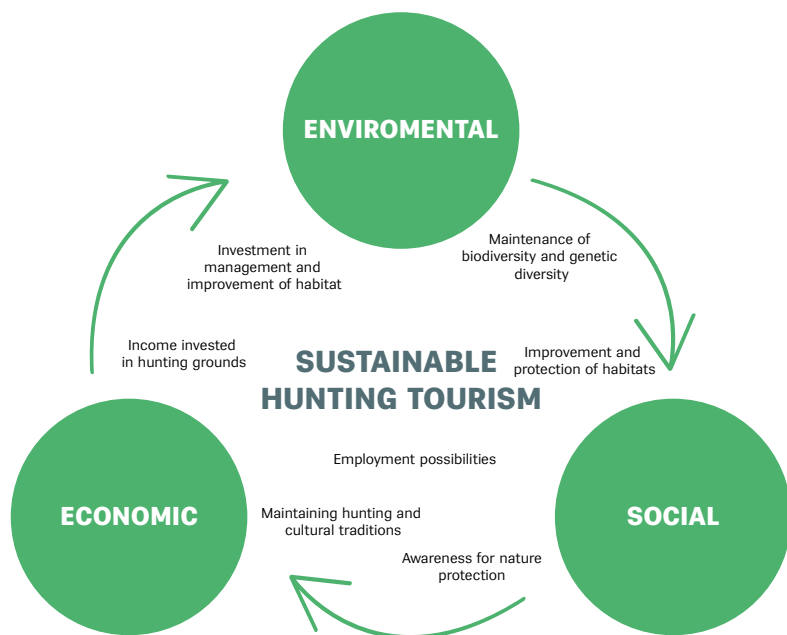 ENVIROMENTAL
Maintenance of
biodiversity and genetic
diversity
Investment in
management and
improvement of habitat
Income invested
in hunting grounds
SUSTAINABLE
HUNTING TOURISM
Improvement and
protection of habitats
Employment possibilities
ECONOMIC
Maintaining hunting and
cultural traditions
SOCIAL
Awareness for nature
protection